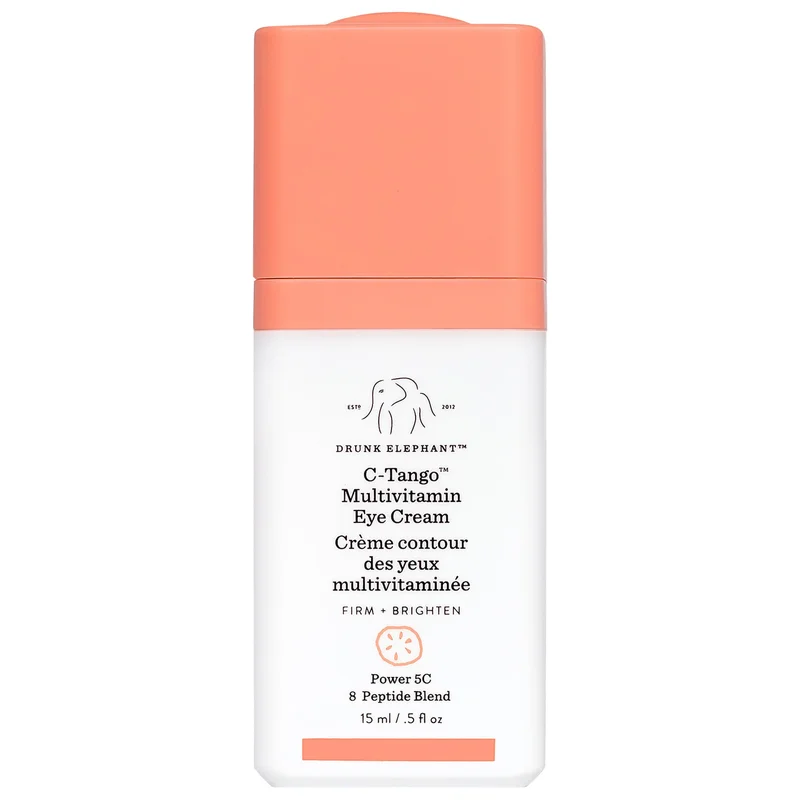 ESTD 2012
DRUNK ELEPHANT™
C-Tango™
Multivitamin
Eye Cream
Crème contour
des yeux
multivitaminée
FIRM + BRIGHTEN
Power 5C
8 Peptide Blend
15 ml / .5 fl oz